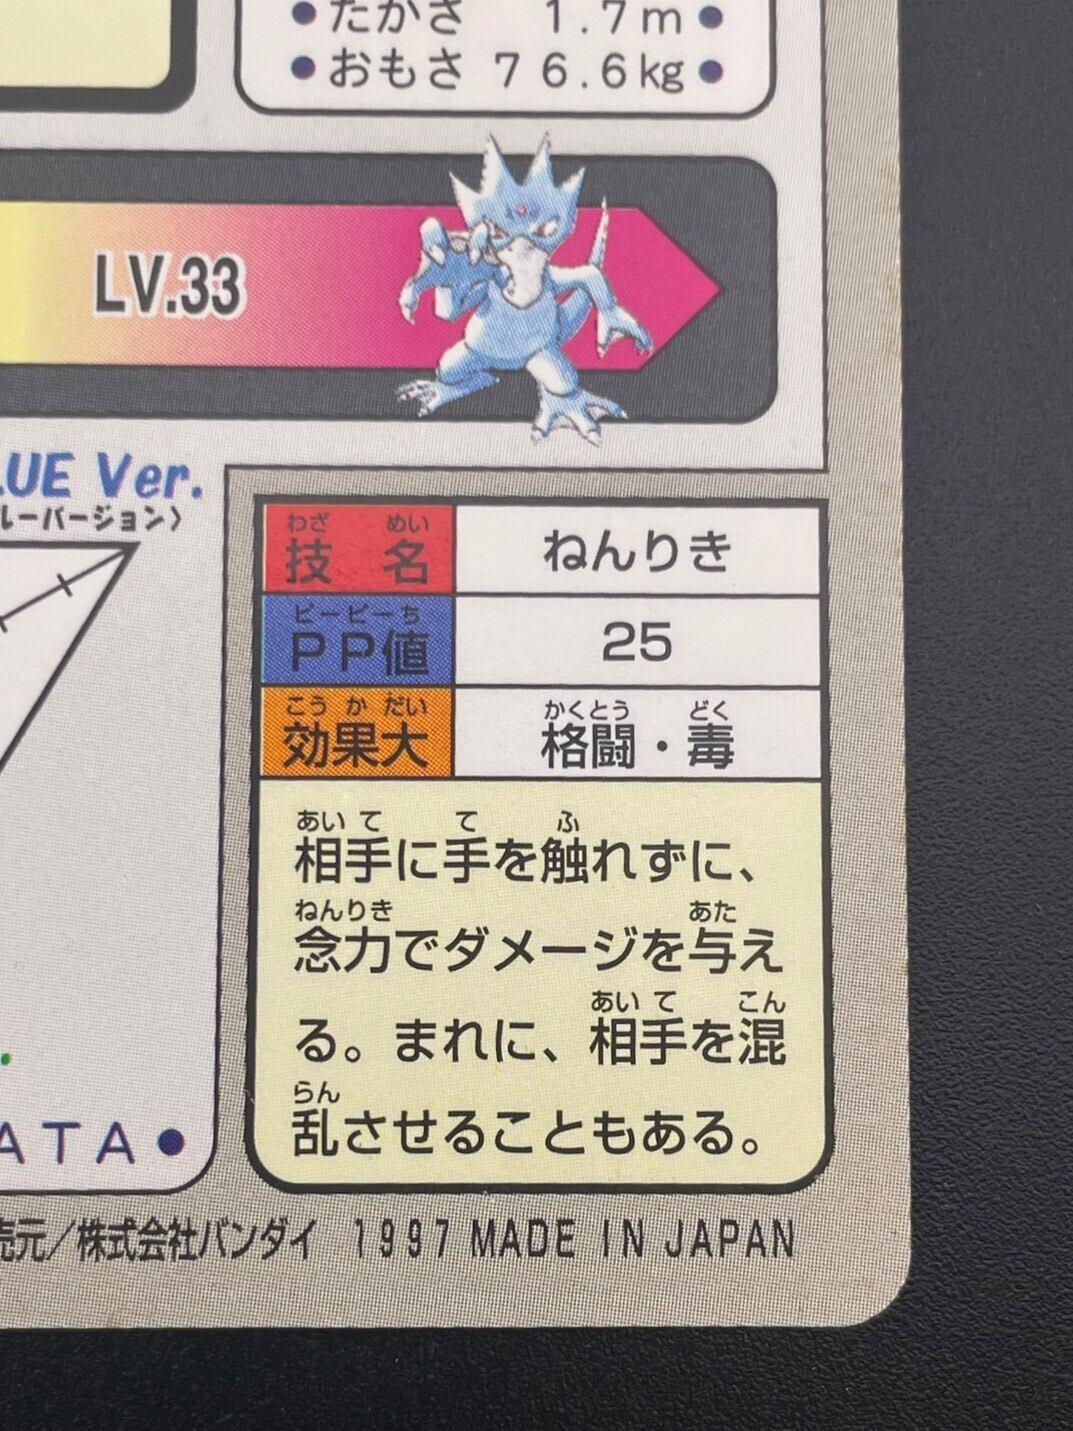 たかさ 1.7m
おもさ 76.6kg
LV.33
LUE Ver.
ルーバージョン〉
わざ めい
技名
ねんりき
ピーピーち
PP値
25
こうかだい
効果大
かくとう どく
格闘・毒
あいて て ふ
相手に手を触れずに、
ねんりき あた
念力でダメージを与え
あいて こん
る。まれに、相手を混
らん
乱させることもある。
ATA
売元／株式会社バンダイ 1997 MADE IN JAPAN